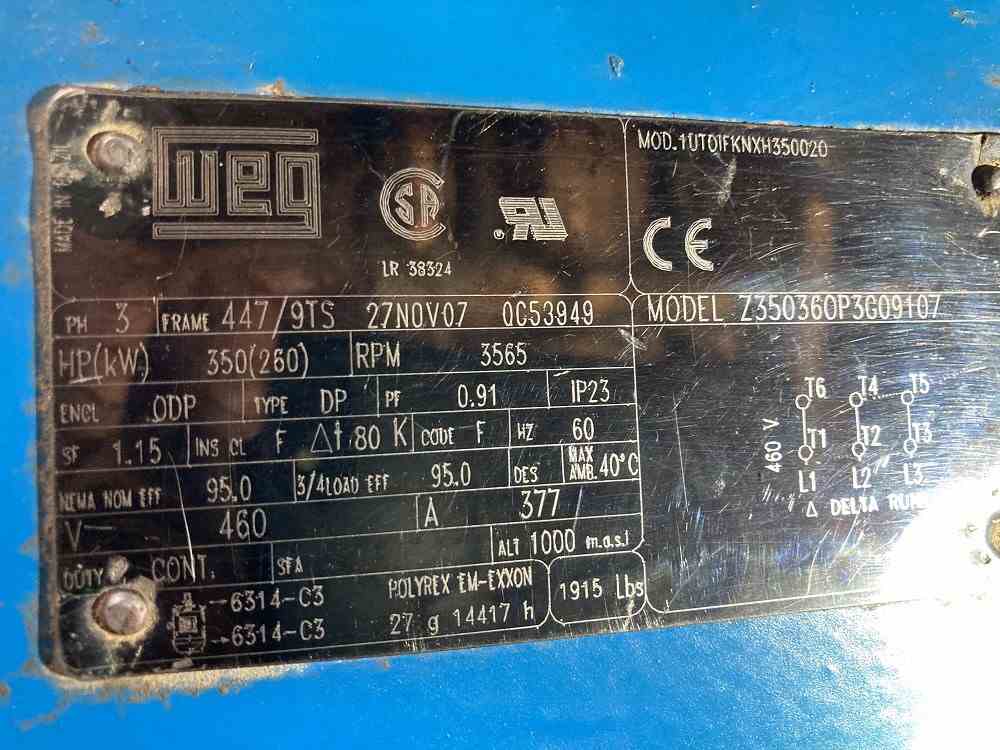 MADE IN
WEG
CSA
LR 38324
MOD.1UT01FKNXH350020
CE
PH 3 FRAME 447/9TS 27NOV07 QC53949
MODEL Z35036OP3G09107
HP(kW) 350(260) RPM 3565
ENCL ODP TYPE DP PF 0.91 IP23
SF 1.15 INS CL F Δt 80 K CODE F HZ 60
NEMA NOM EFF 95.0 3/4LOAD EFF 95.0 DES MAX AMB. 40°C
V 460 A 377
DUTY CONT. SFA ALT 1000 m.a.s.l
6314-C3 POLYREX EM-EXXON
6314-C3 27 g 14417 h
1915 Lbs
460 V
T6 T4 T5
T1 T2 T3
L1 L2 L3
Δ DELTA